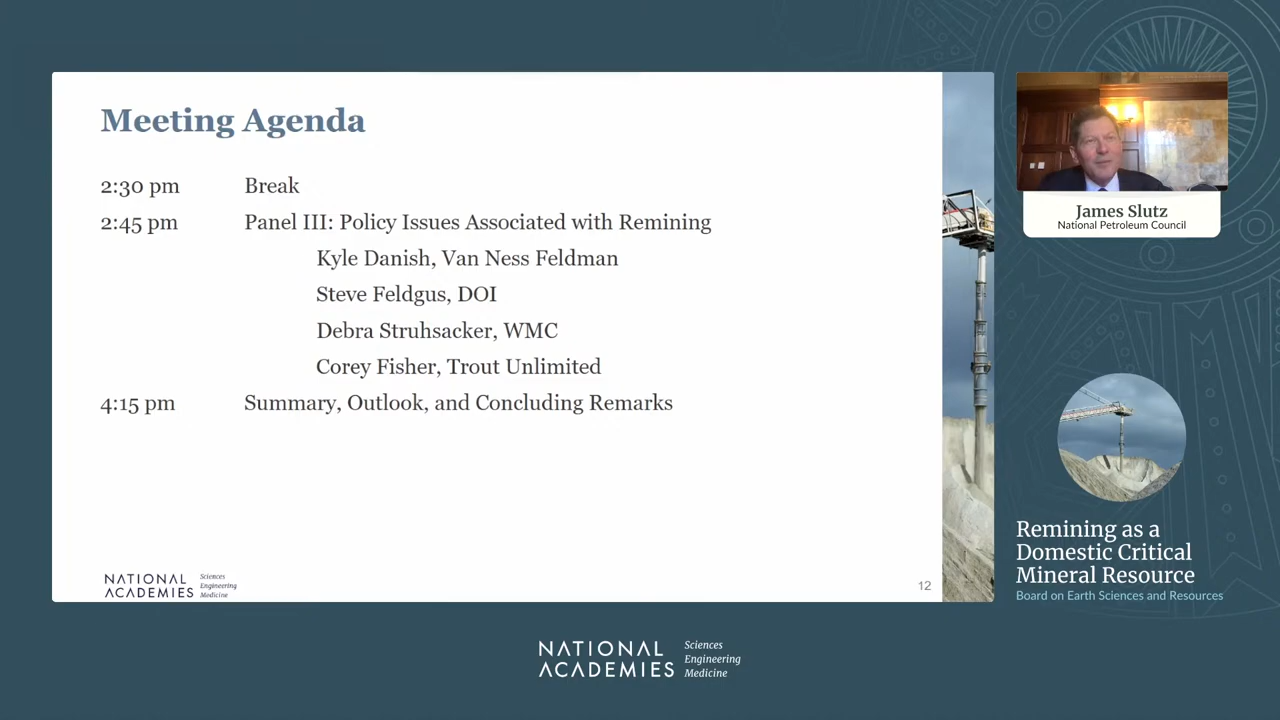 Meeting Agenda
2:30 pm Break
2:45 pm Panel III: Policy Issues Associated with Remining
Kyle Danish, Van Ness Feldman
Steve Feldgus, DOI
Debra Struhsacker, WMC
Corey Fisher, Trout Unlimited
4:15 pm Summary, Outlook, and Concluding Remarks
NATIONAL ACADEMIES
Sciences
Engineering
Medicine
12
James Slutz
National Petroleum Council
Remining as a
Domestic Critical
Mineral Resource
Board on Earth Sciences and Resources
NATIONAL
ACADEMIES
Sciences
Engineering
Medicine